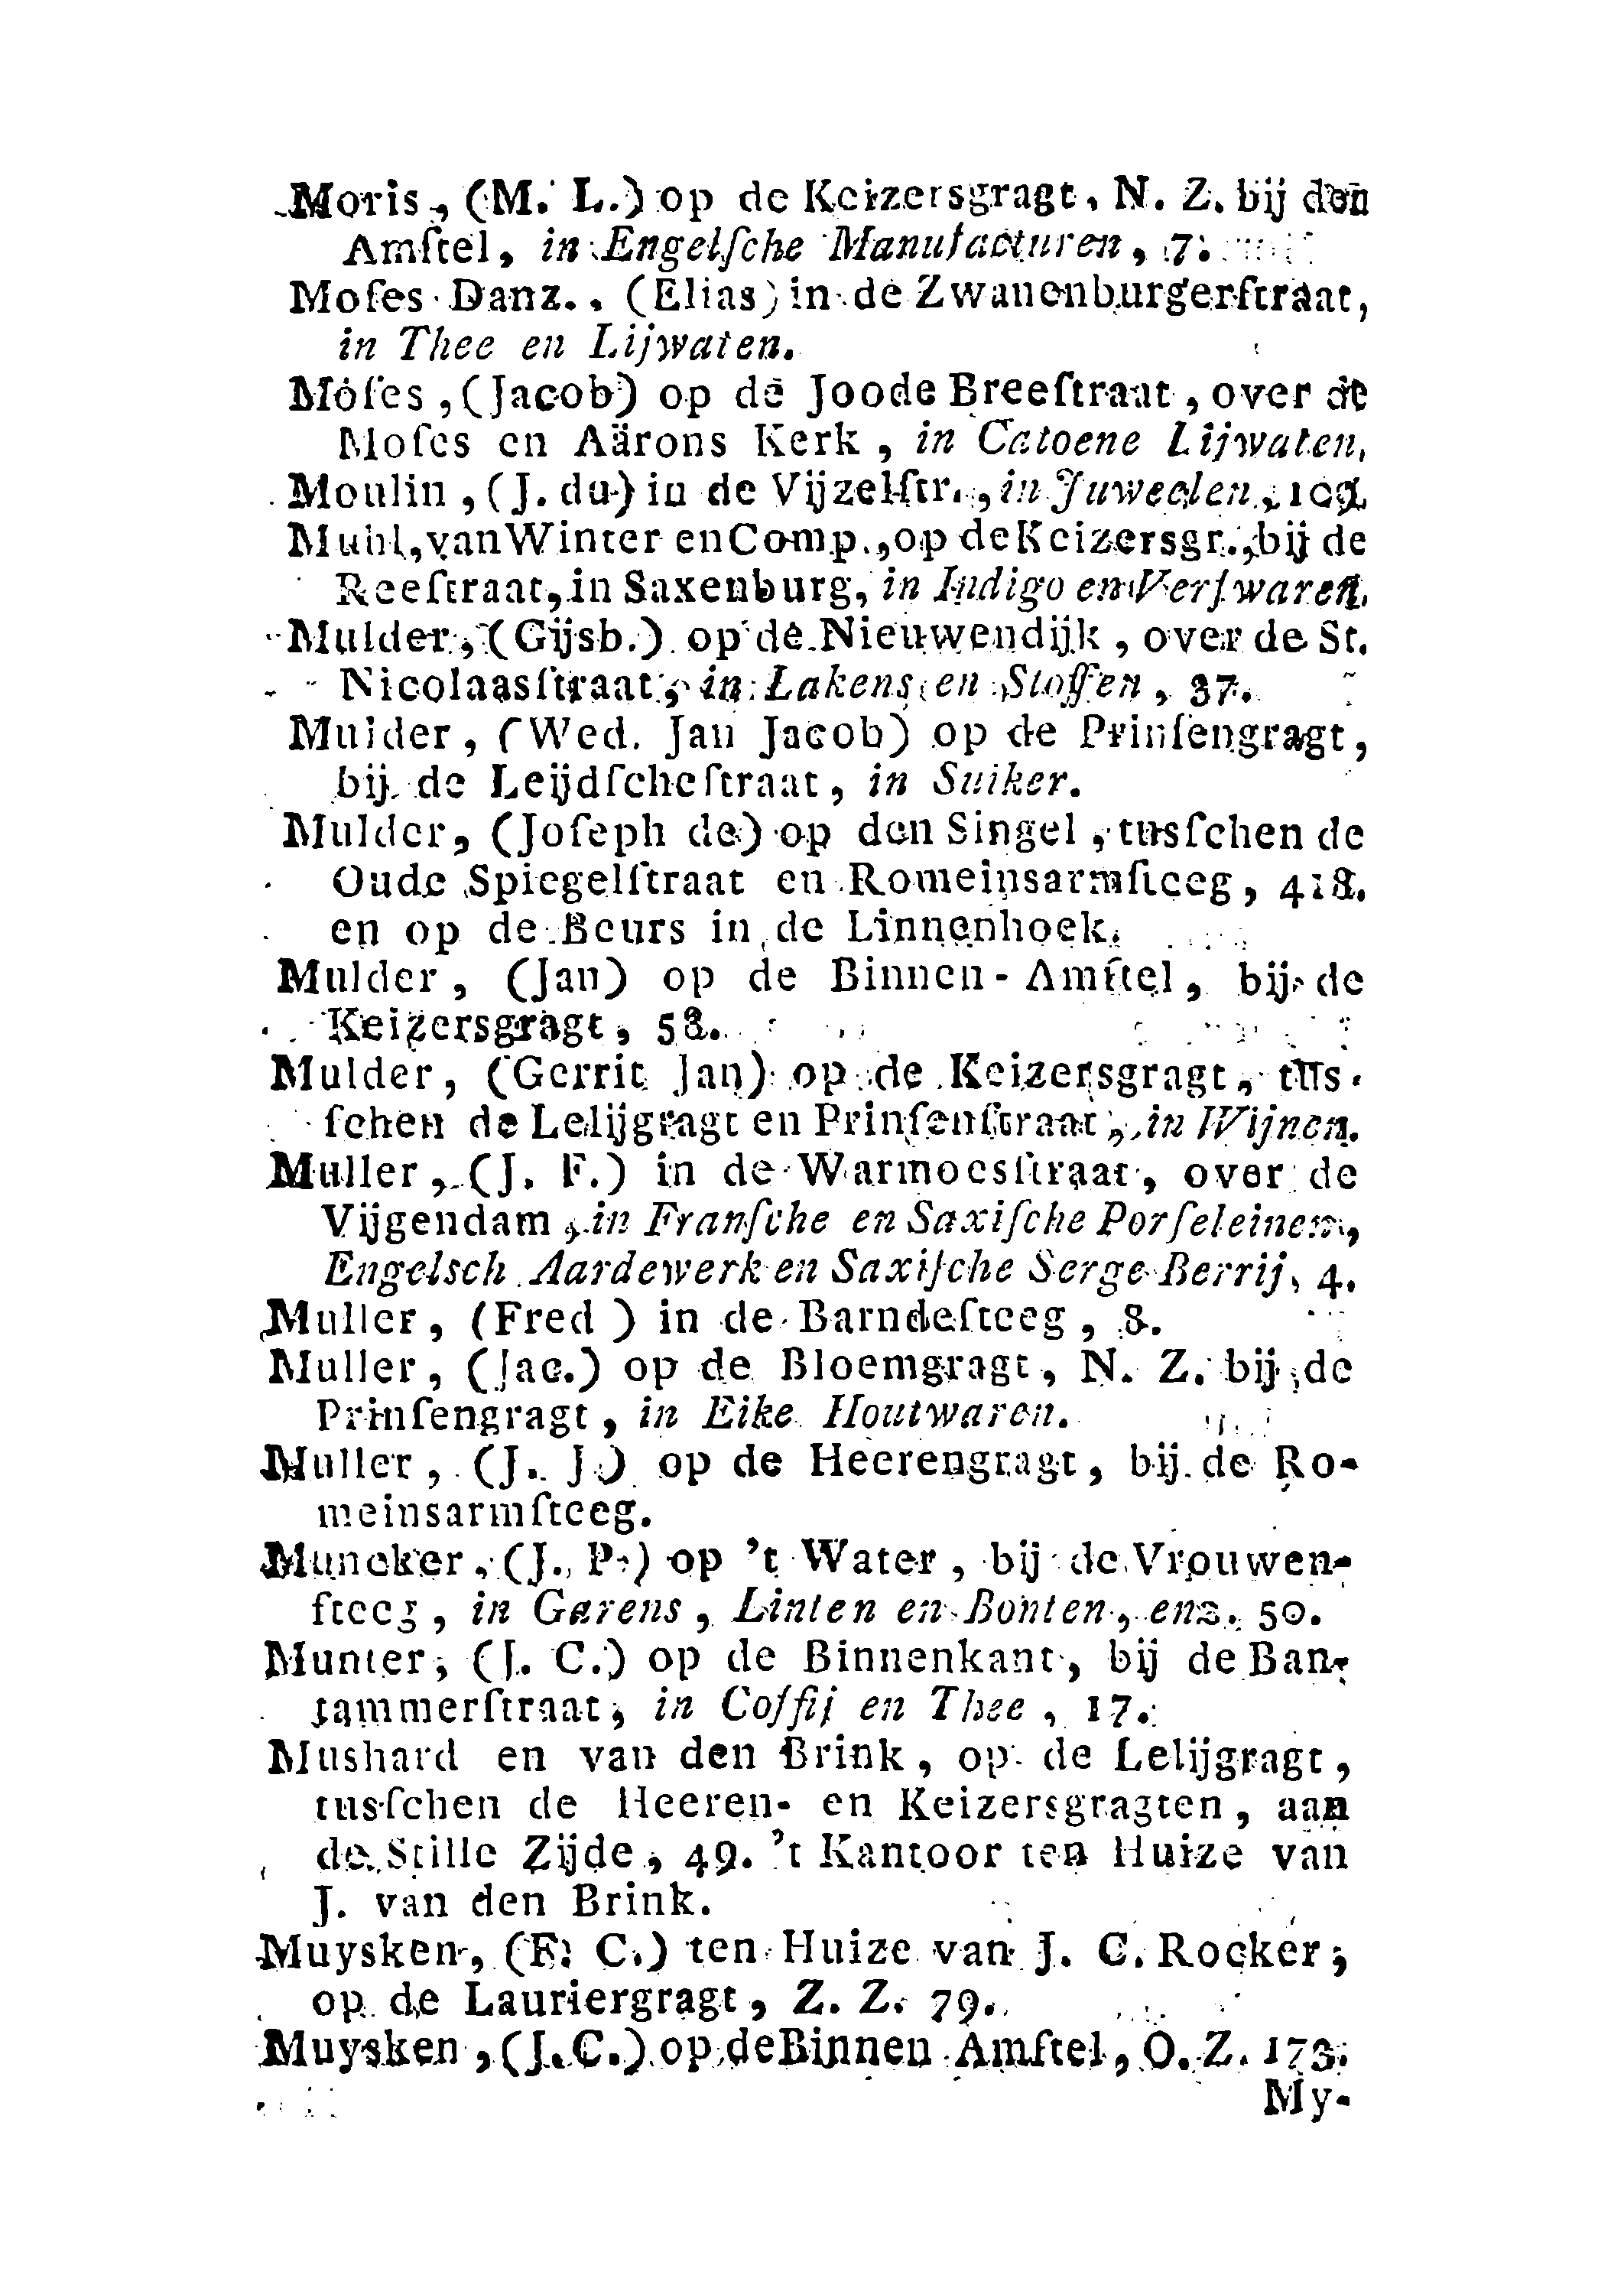 Moris, (M. L.) op de Keizersgragt, N. Z. bij den
Amſtel, in Engelſche Manufacturen, 7.
Moſes Danz., (Elias) in de Zwanenburgerſtraat,
in Thee en Lijwaten.
Moſes, (Jacob) op de Joode Breeſtraat, over de
Moſes en Aärons Kerk, in Catoene Lijwaten.
Moulin, (J. du) in de Vijzelſtr., in Juweelen,
Muhl, van Winter en Comp., op de Keizersgr., bij de
Reeſtraat, in Saxenburg, in Indigo en Verfwaren.
Mulder, (Gijsb.) op de Nieuwendijk, over de St.
Nicolaasſtraat, in Lakens en Stoffen, 37.
Mulder, (Wed. Jan Jacob) op de Prinſengragt,
bij de Leijdſcheſtraat, in Suiker.
Mulder, (Joſeph de) op den Singel, tusſchen de
Oude Spiegelſtraat en Romeinsarmſteeg, 418.
en op de Beurs in de Linnenhoek.
Mulder, (Jan) op de Binnen-Amſtel, bij de
Keizersgragt, 58.
Mulder, (Gerrit Jan) op de Keizersgragt, tus-
ſchen de Lelijgragt en Prinſenſtraat, in Wijnen.
Muller, (J. F.) in de Warmoesſtraat, over de
Vijgendam, in Franſche en Saxiſche Porſeleinen,
Engelsch Aardewerk en Saxiſche Serge Berrij, 4.
Muller, (Fred ) in de Barndeſteeg, 8.
Muller, (Jac.) op de Bloemgragt, N. Z. bij de
Prinſengragt, in Eike Houtwaren.
Muller, (J. J.) op de Heerengragt, bij de Ro-
meinsarmſteeg.
Muncker, (J. P.) op 't Water, bij de Vrouwen-
ſteeg, in Garens, Linten en Bonten, enz. 50.
Munter, (J. C.) op de Binnenkant, bij de Ban-
tammerſtraat, in Coffij en Thee, 17.
Mushard en van den Brink, op de Lelijgragt,
tusſchen de Heeren- en Keizersgragten, aan
de Stille Zijde, 49. 't Kantoor ten Huize van
J. van den Brink.
Muysken, (F. C.) ten Huize van J. C. Rocker,
op de Lauriergragt, Z. Z. 79.
Muysken, (J. C.) op de Binnen Amſtel, O. Z. 173.
My-